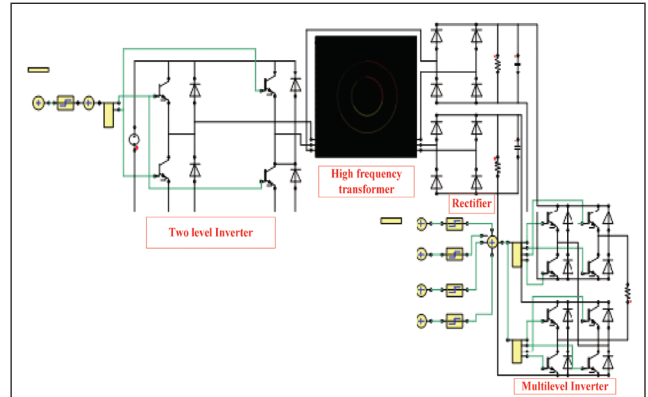 High frequency
transformer
Rectifier
Two level Inverter
Multilevel Inverter